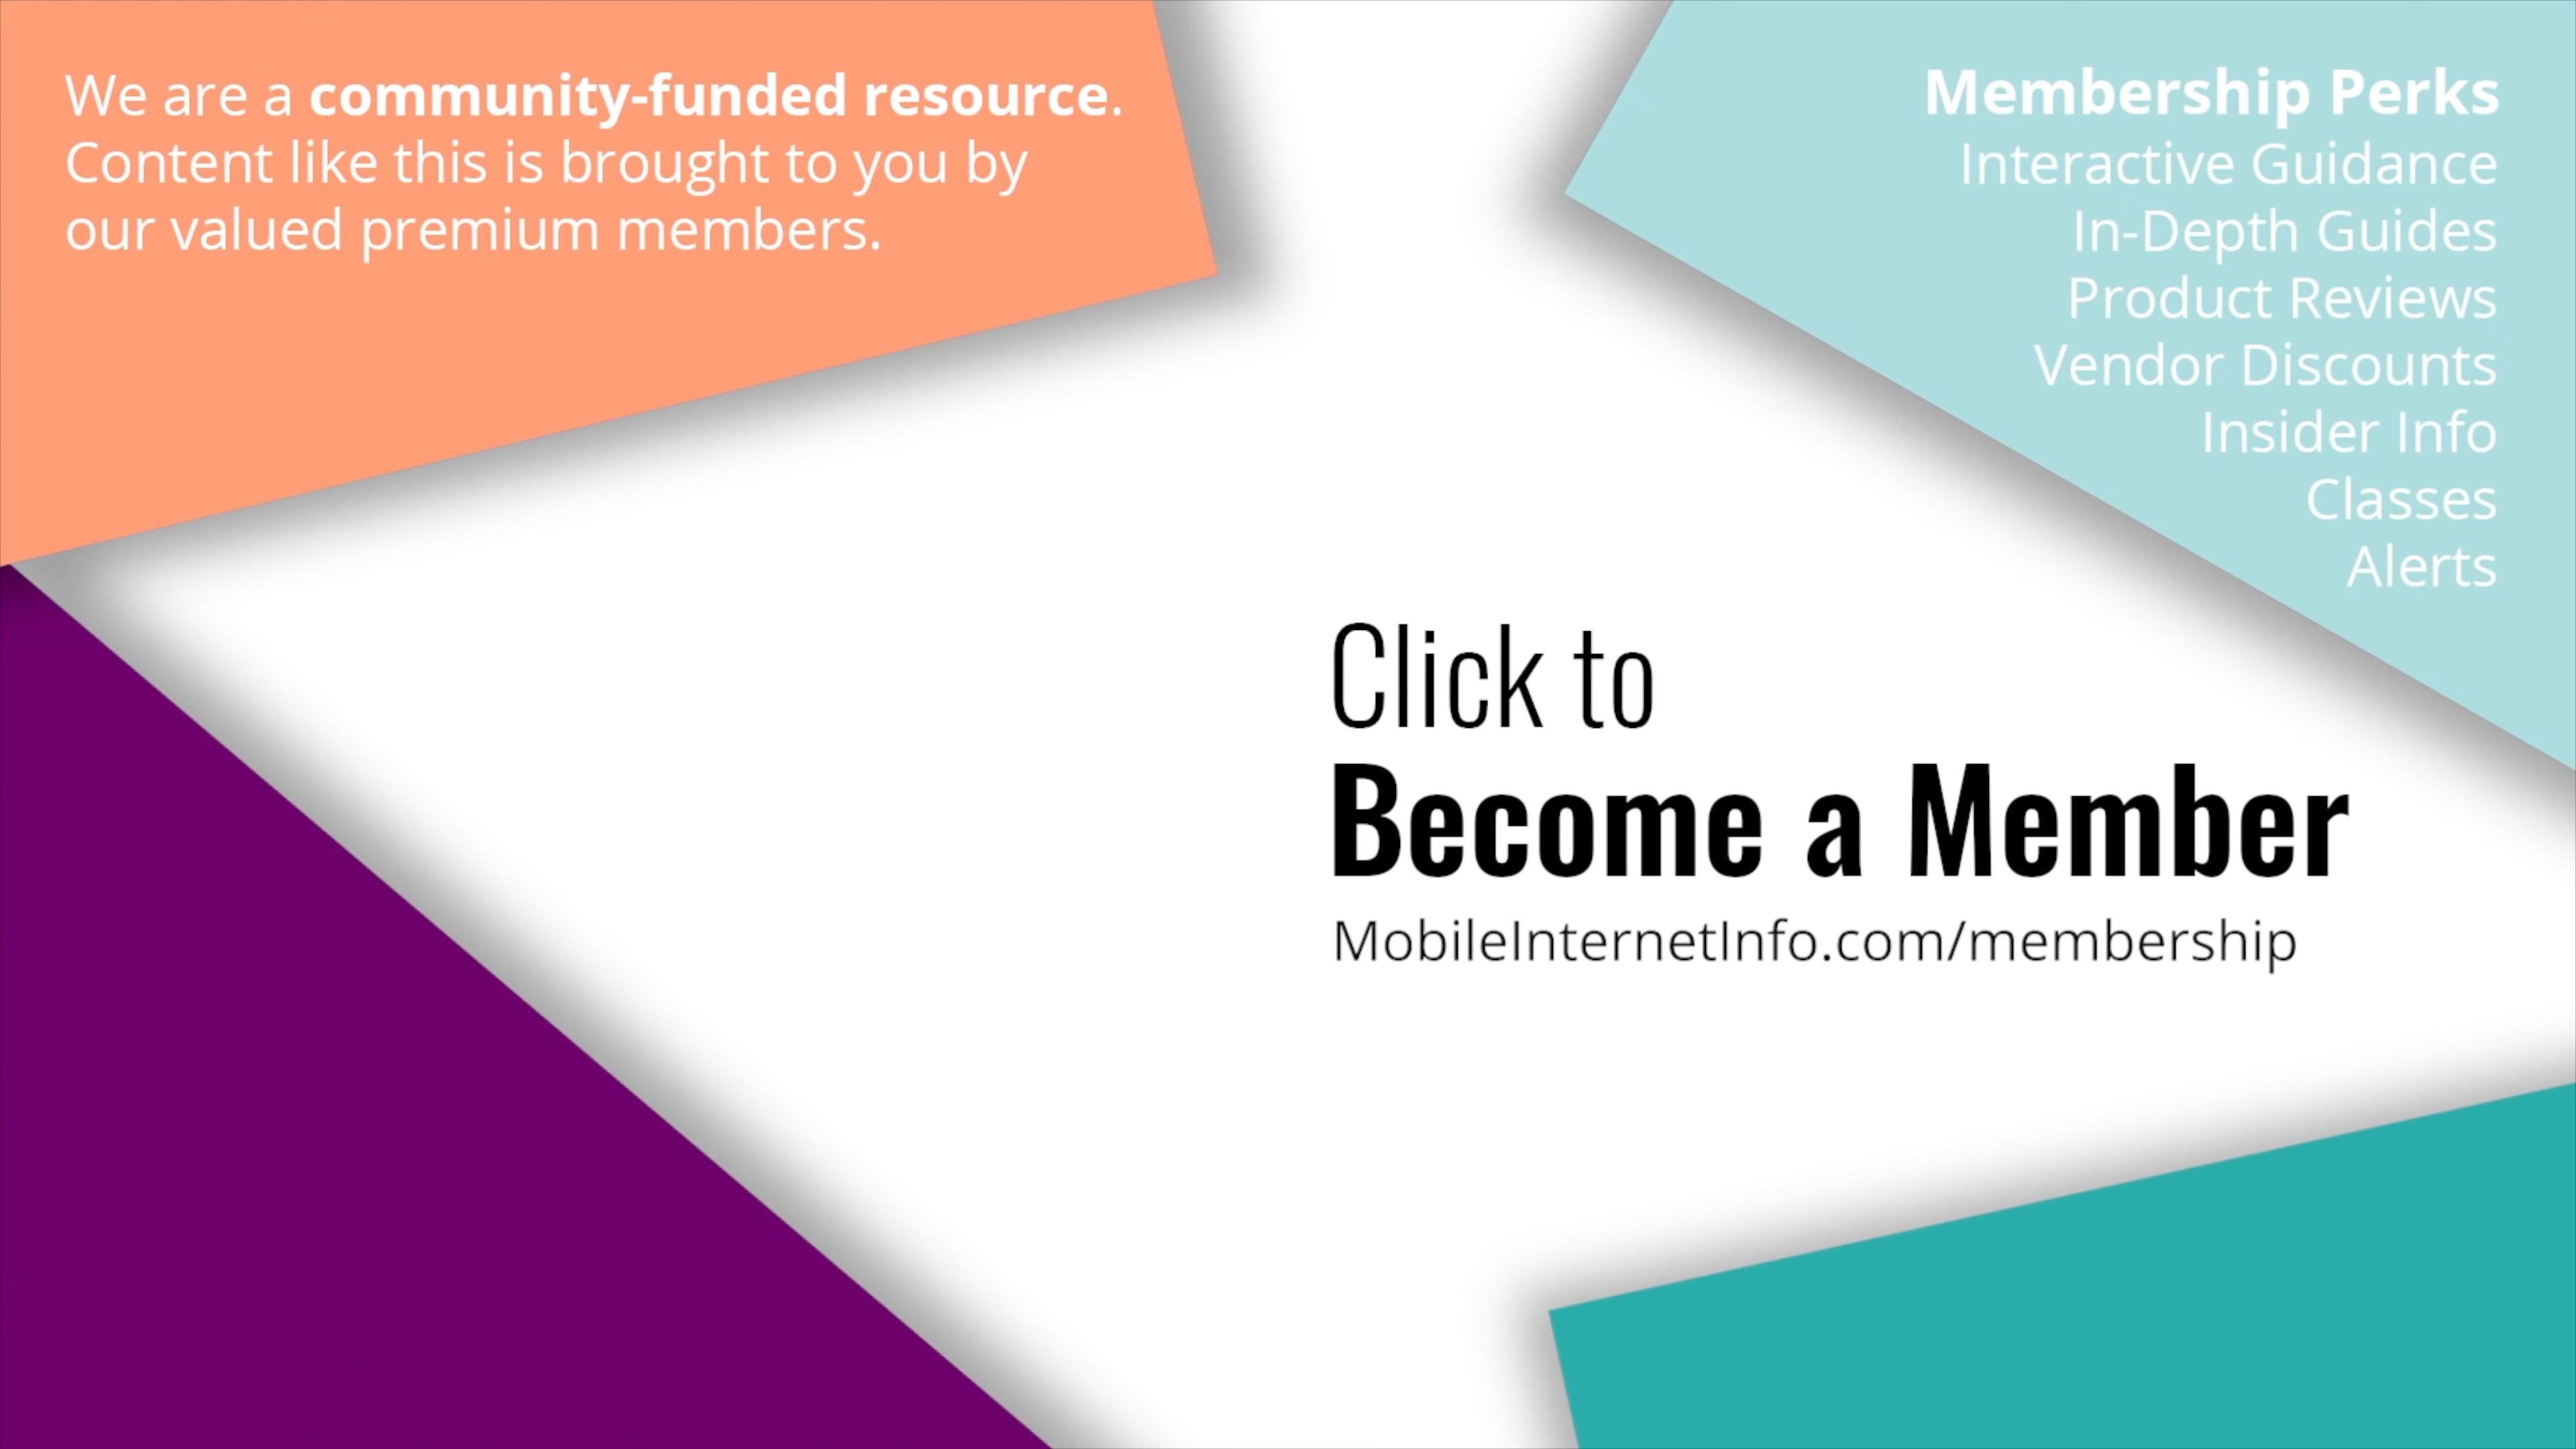 We are a community-funded resource.
Content like this is brought to you by
our valued premium members.
Membership Perks
Interactive Guidance
In-Depth Guides
Product Reviews
Vendor Discounts
Insider Info
Classes
Alerts
Click to
Become a Member
MobileInternetInfo.com/membership